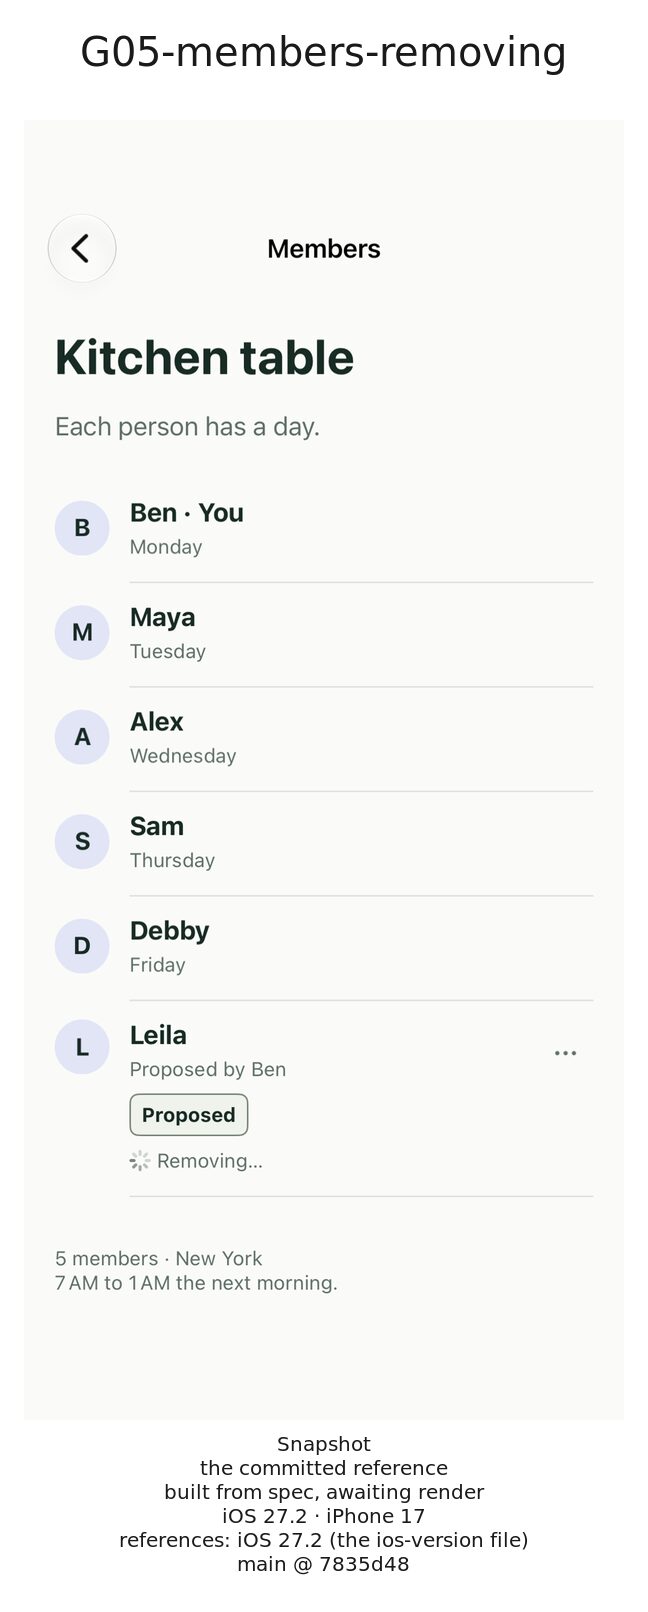 G05-members-removing
Members
Kitchen table
Each person has a day.
B
Ben · You
Monday
M
Maya
Tuesday
A
Alex
Wednesday
S
Sam
Thursday
D
Debby
Friday
L
Leila
Proposed by Ben
Proposed
Removing…
5 members · New York
7 AM to 1 AM the next morning.
Snapshot
the committed reference
built from spec, awaiting render
iOS 27.2 · iPhone 17
references: iOS 27.2 (the ios-version file)
main @ 7835d48